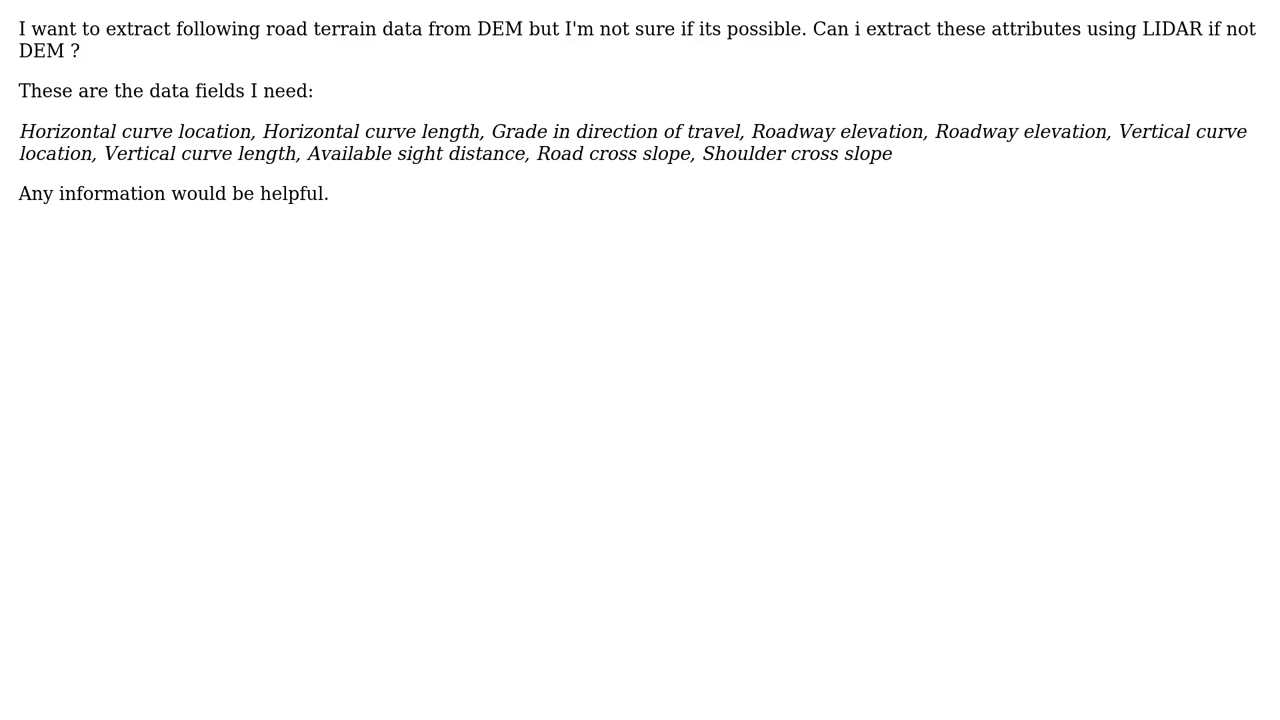 I want to extract following road terrain data from DEM but I'm not sure if its possible. Can i extract these attributes using LIDAR if not
DEM ?
These are the data fields I need:
Horizontal curve location, Horizontal curve length, Grade in direction of travel, Roadway elevation, Roadway elevation, Vertical curve
location, Vertical curve length, Available sight distance, Road cross slope, Shoulder cross slope
Any information would be helpful.